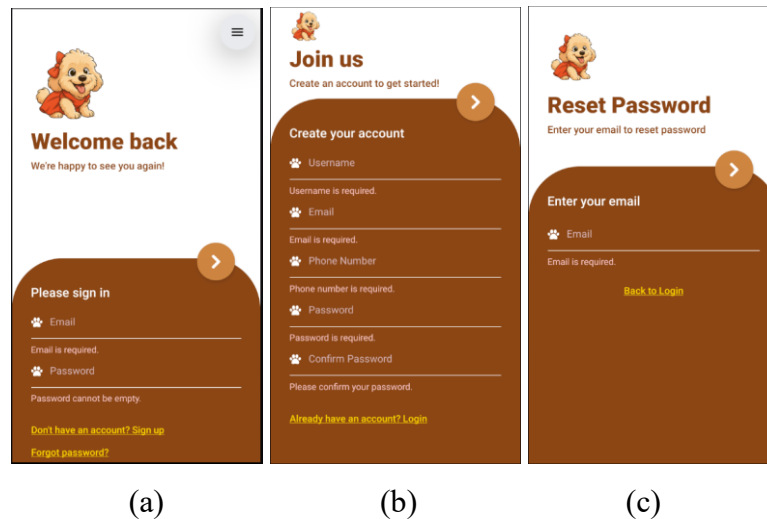 Welcome back
We're happy to see you again!
Please sign in
Email
Email is required.
Password
Password cannot be empty.
Don't have an account? Sign up
Forgot password?
(a)
Join us
Create an account to get started!
Create your account
Username
Username is required.
Email
Email is required.
Phone Number
Phone number is required.
Password
Password is required.
Confirm Password
Please confirm your password.
Already have an account? Login
(b)
Reset Password
Enter your email to reset password
Enter your email
Email
Email is required.
Back to Login
(c)